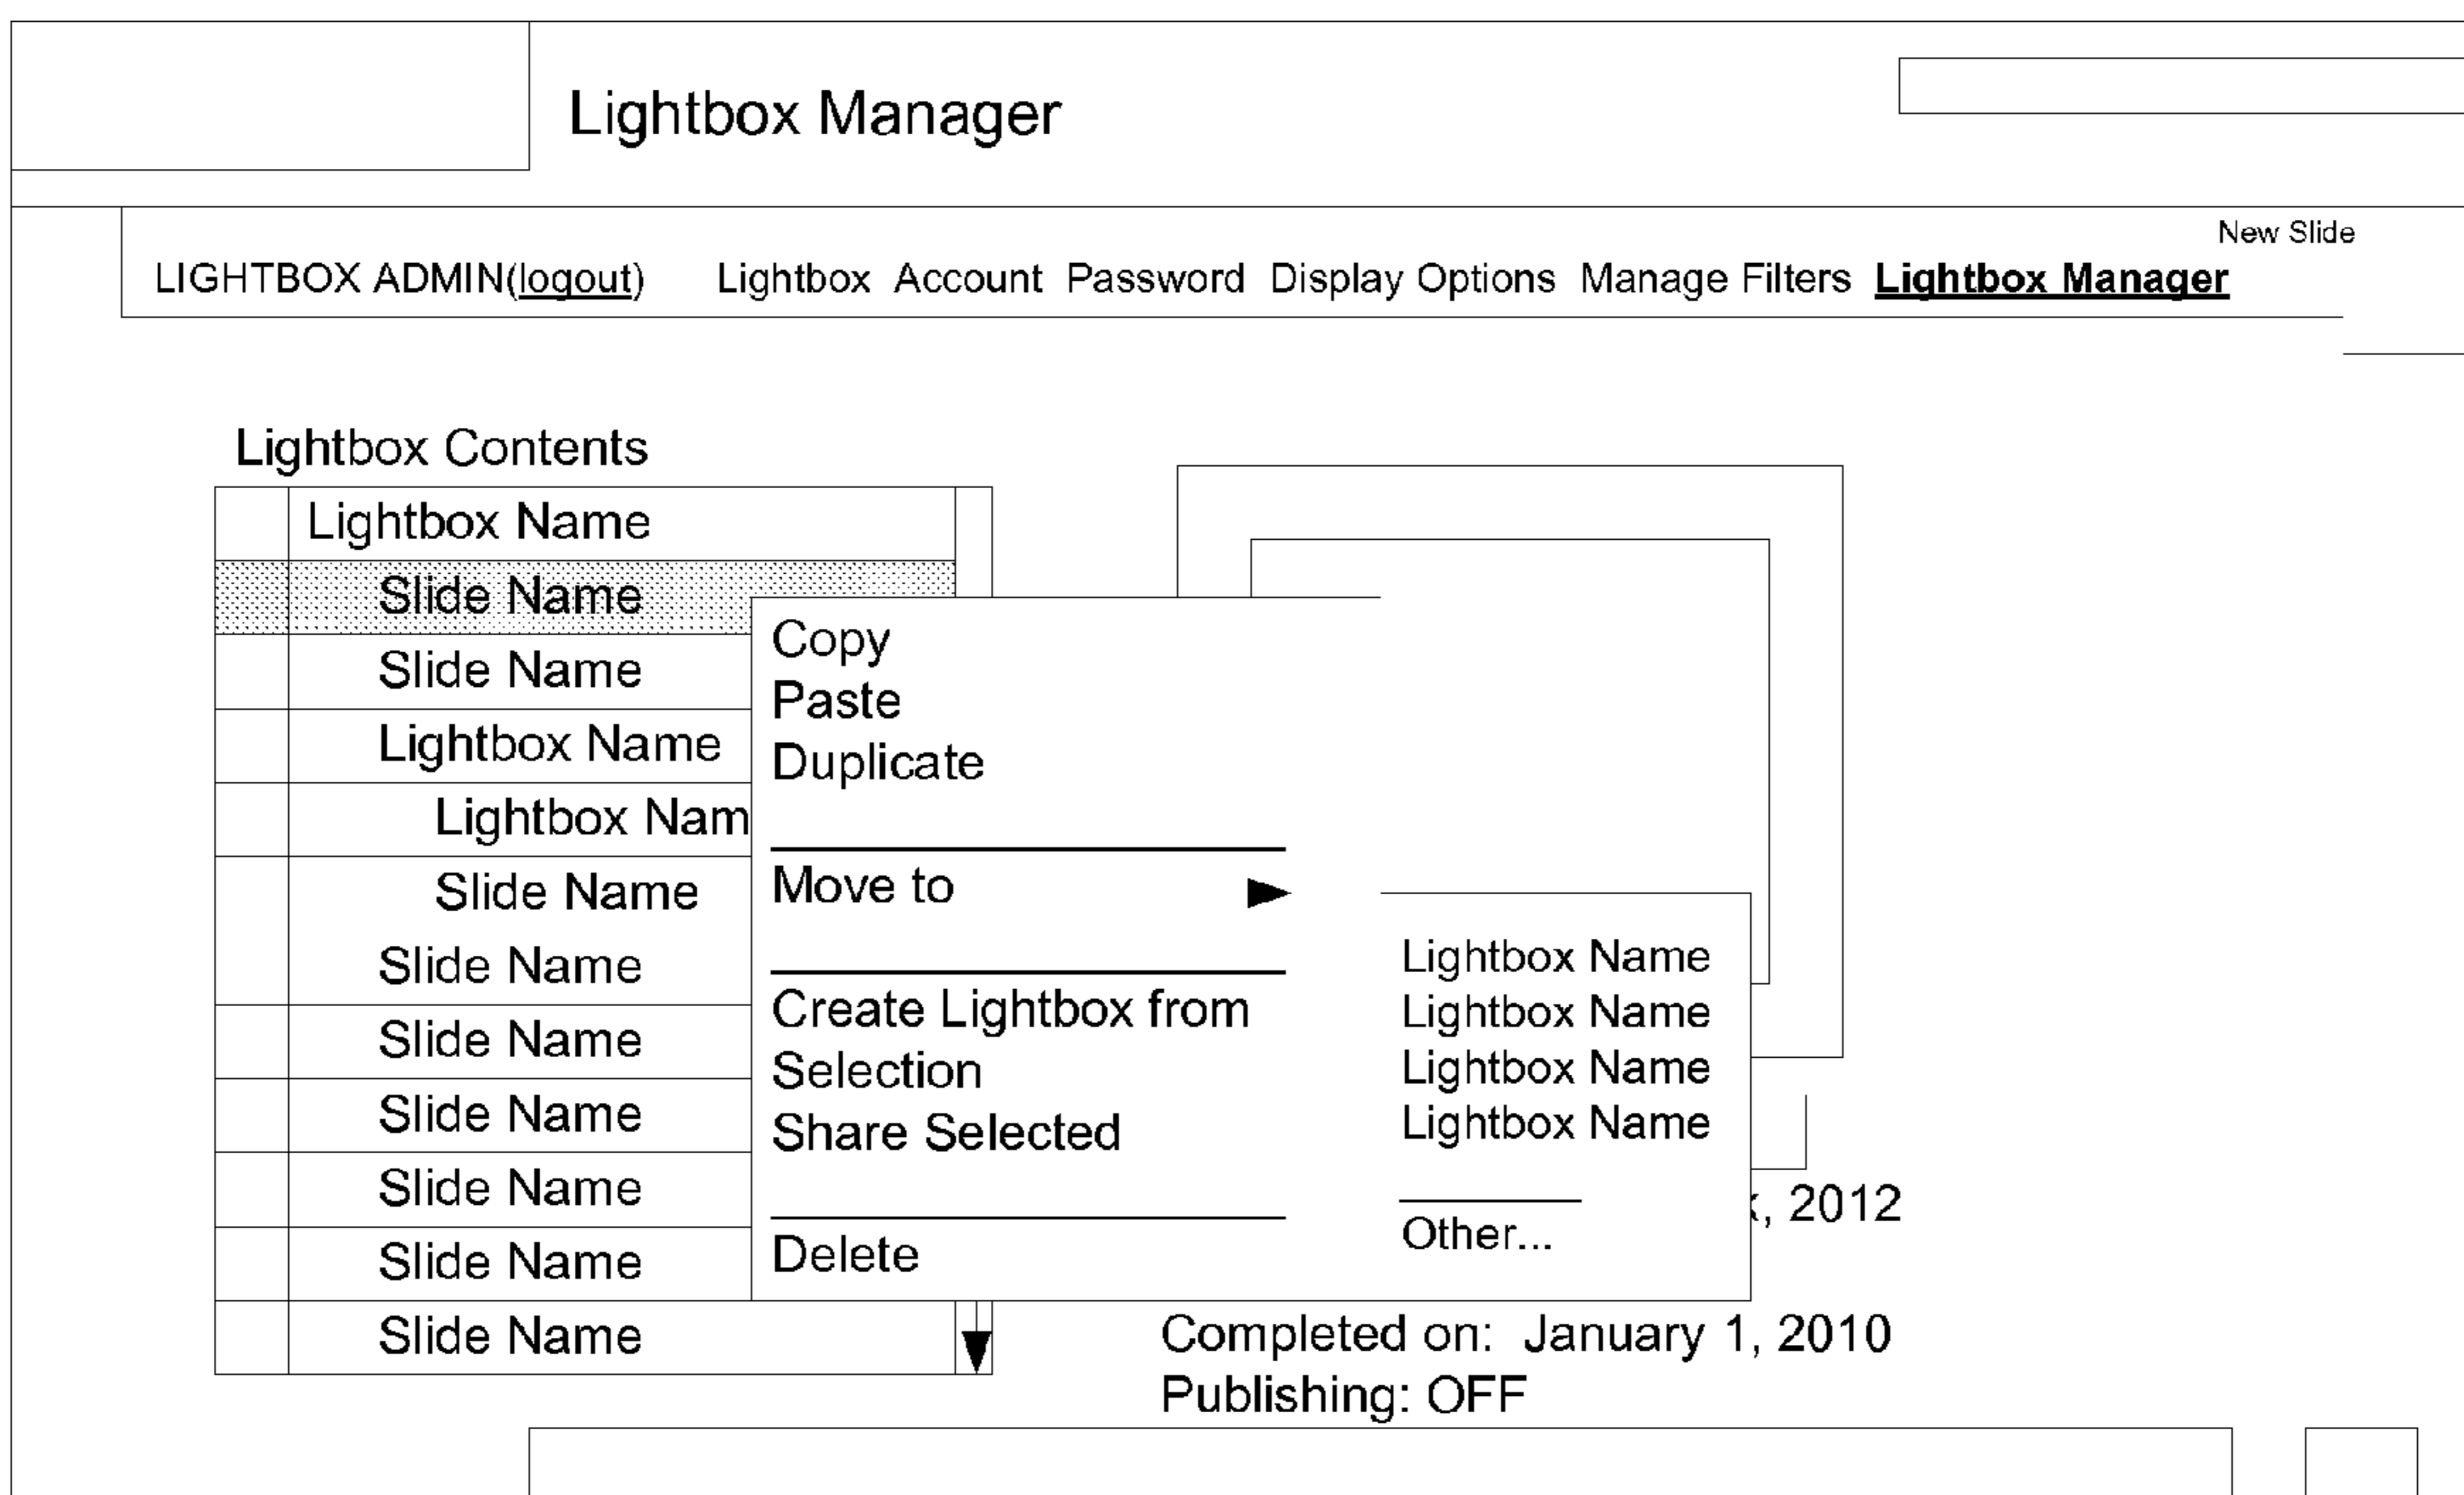 Lightbox Manager
New Slide
LIGHTBOX ADMIN(logout) Lightbox Account Password Display Options Manage Filters Lightbox Manager
Lightbox Contents
Lightbox Name
Slide Name
Slide Name
Lightbox Name
Lightbox Nam
Slide Name
Slide Name
Slide Name
Slide Name
Slide Name
Slide Name
Slide Name
Copy
Paste
Duplicate
Move to
Create Lightbox from
Selection
Share Selected
Delete
Lightbox Name
Lightbox Name
Lightbox Name
Lightbox Name
Other...
, 2012
Completed on: January 1, 2010
Publishing: OFF